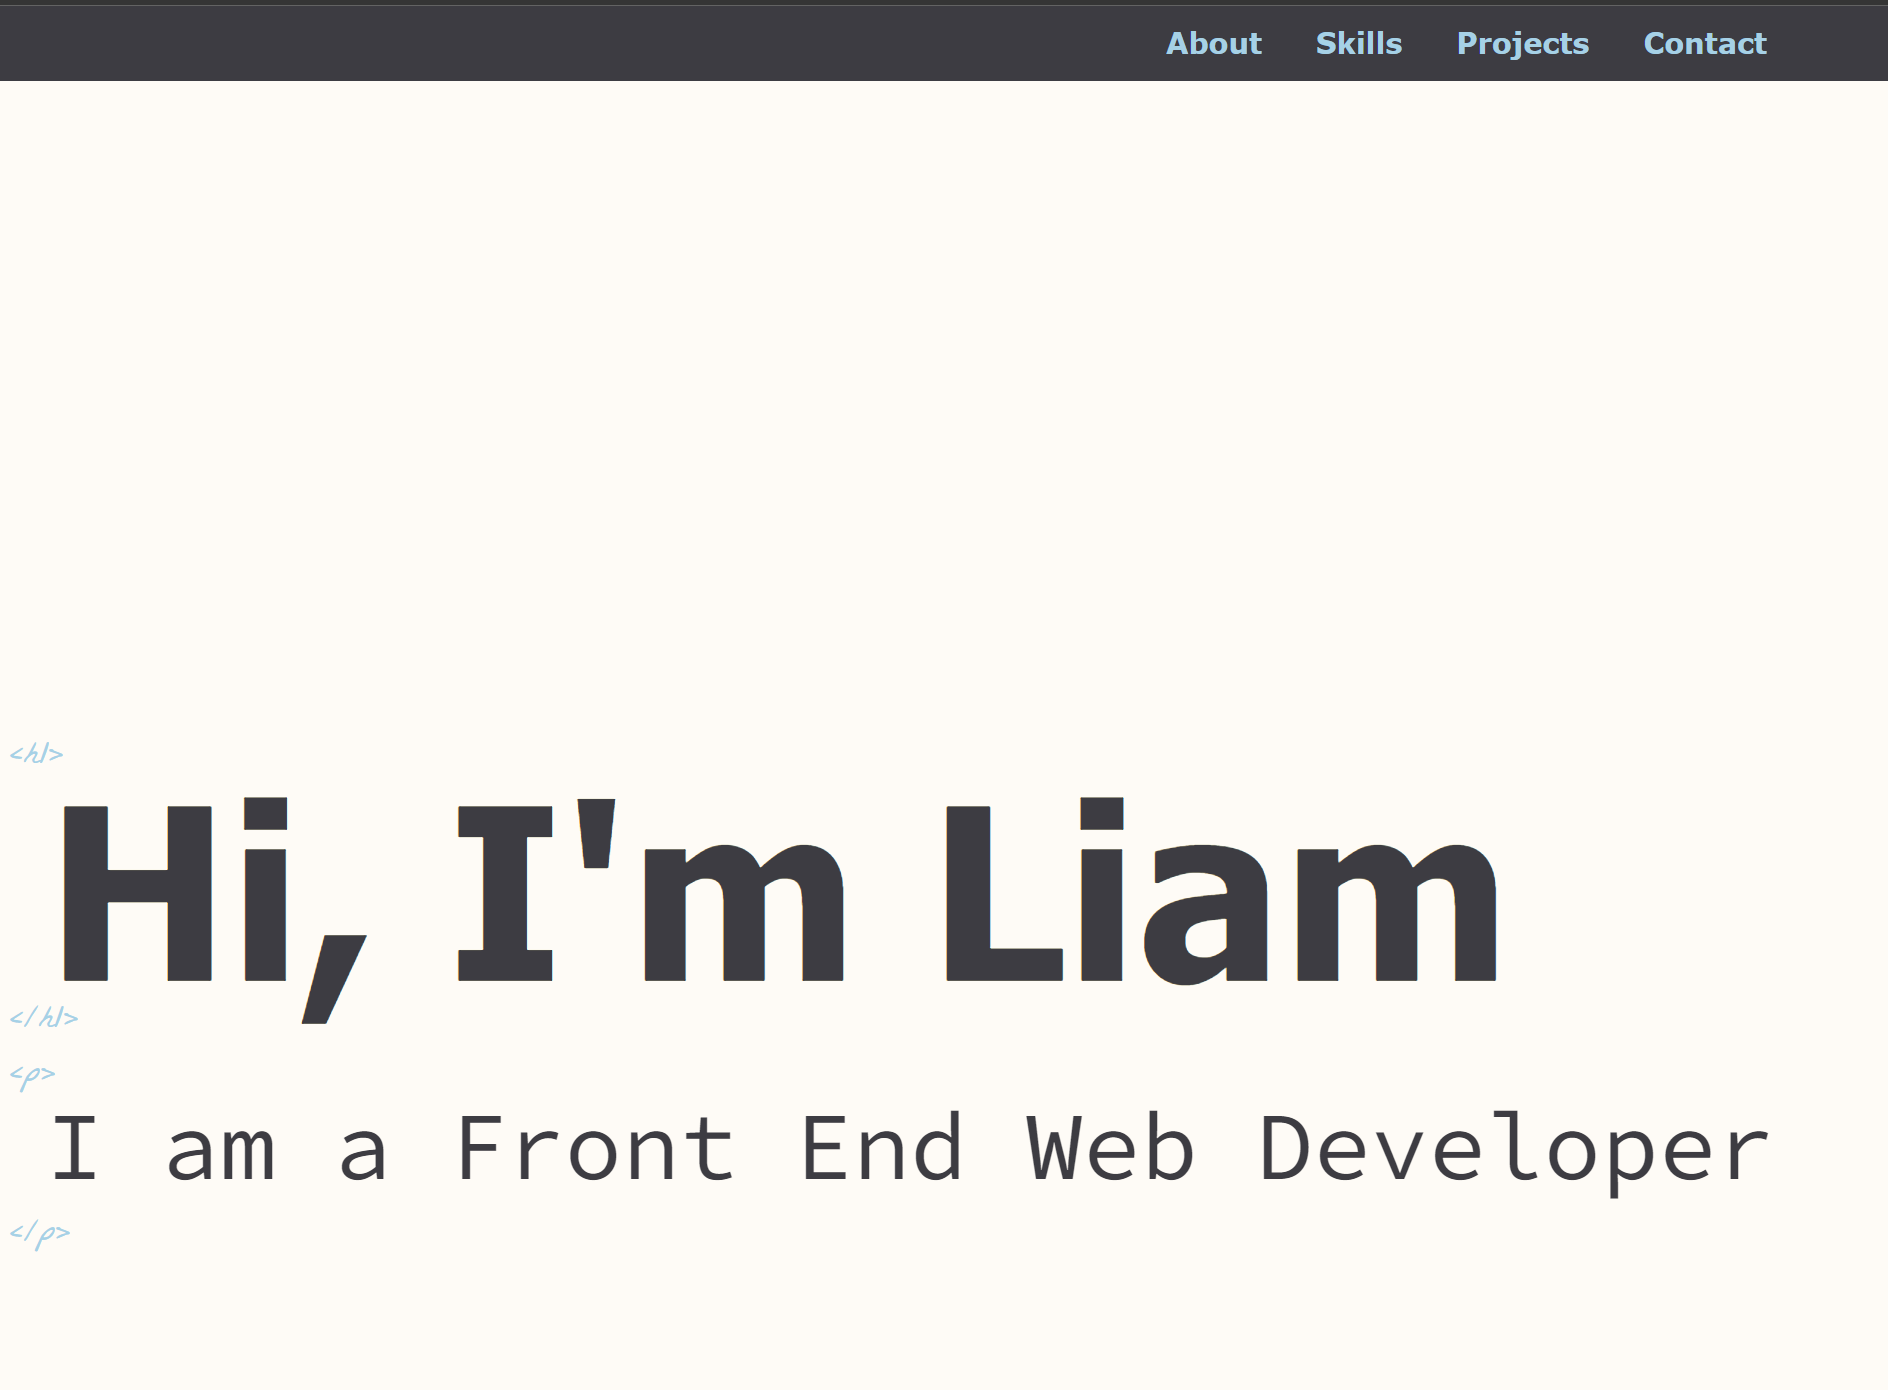 About Skills Projects Contact
<h1>
Hi, I'm Liam
</h1>
<p>
I am a Front End Web Developer
</p>